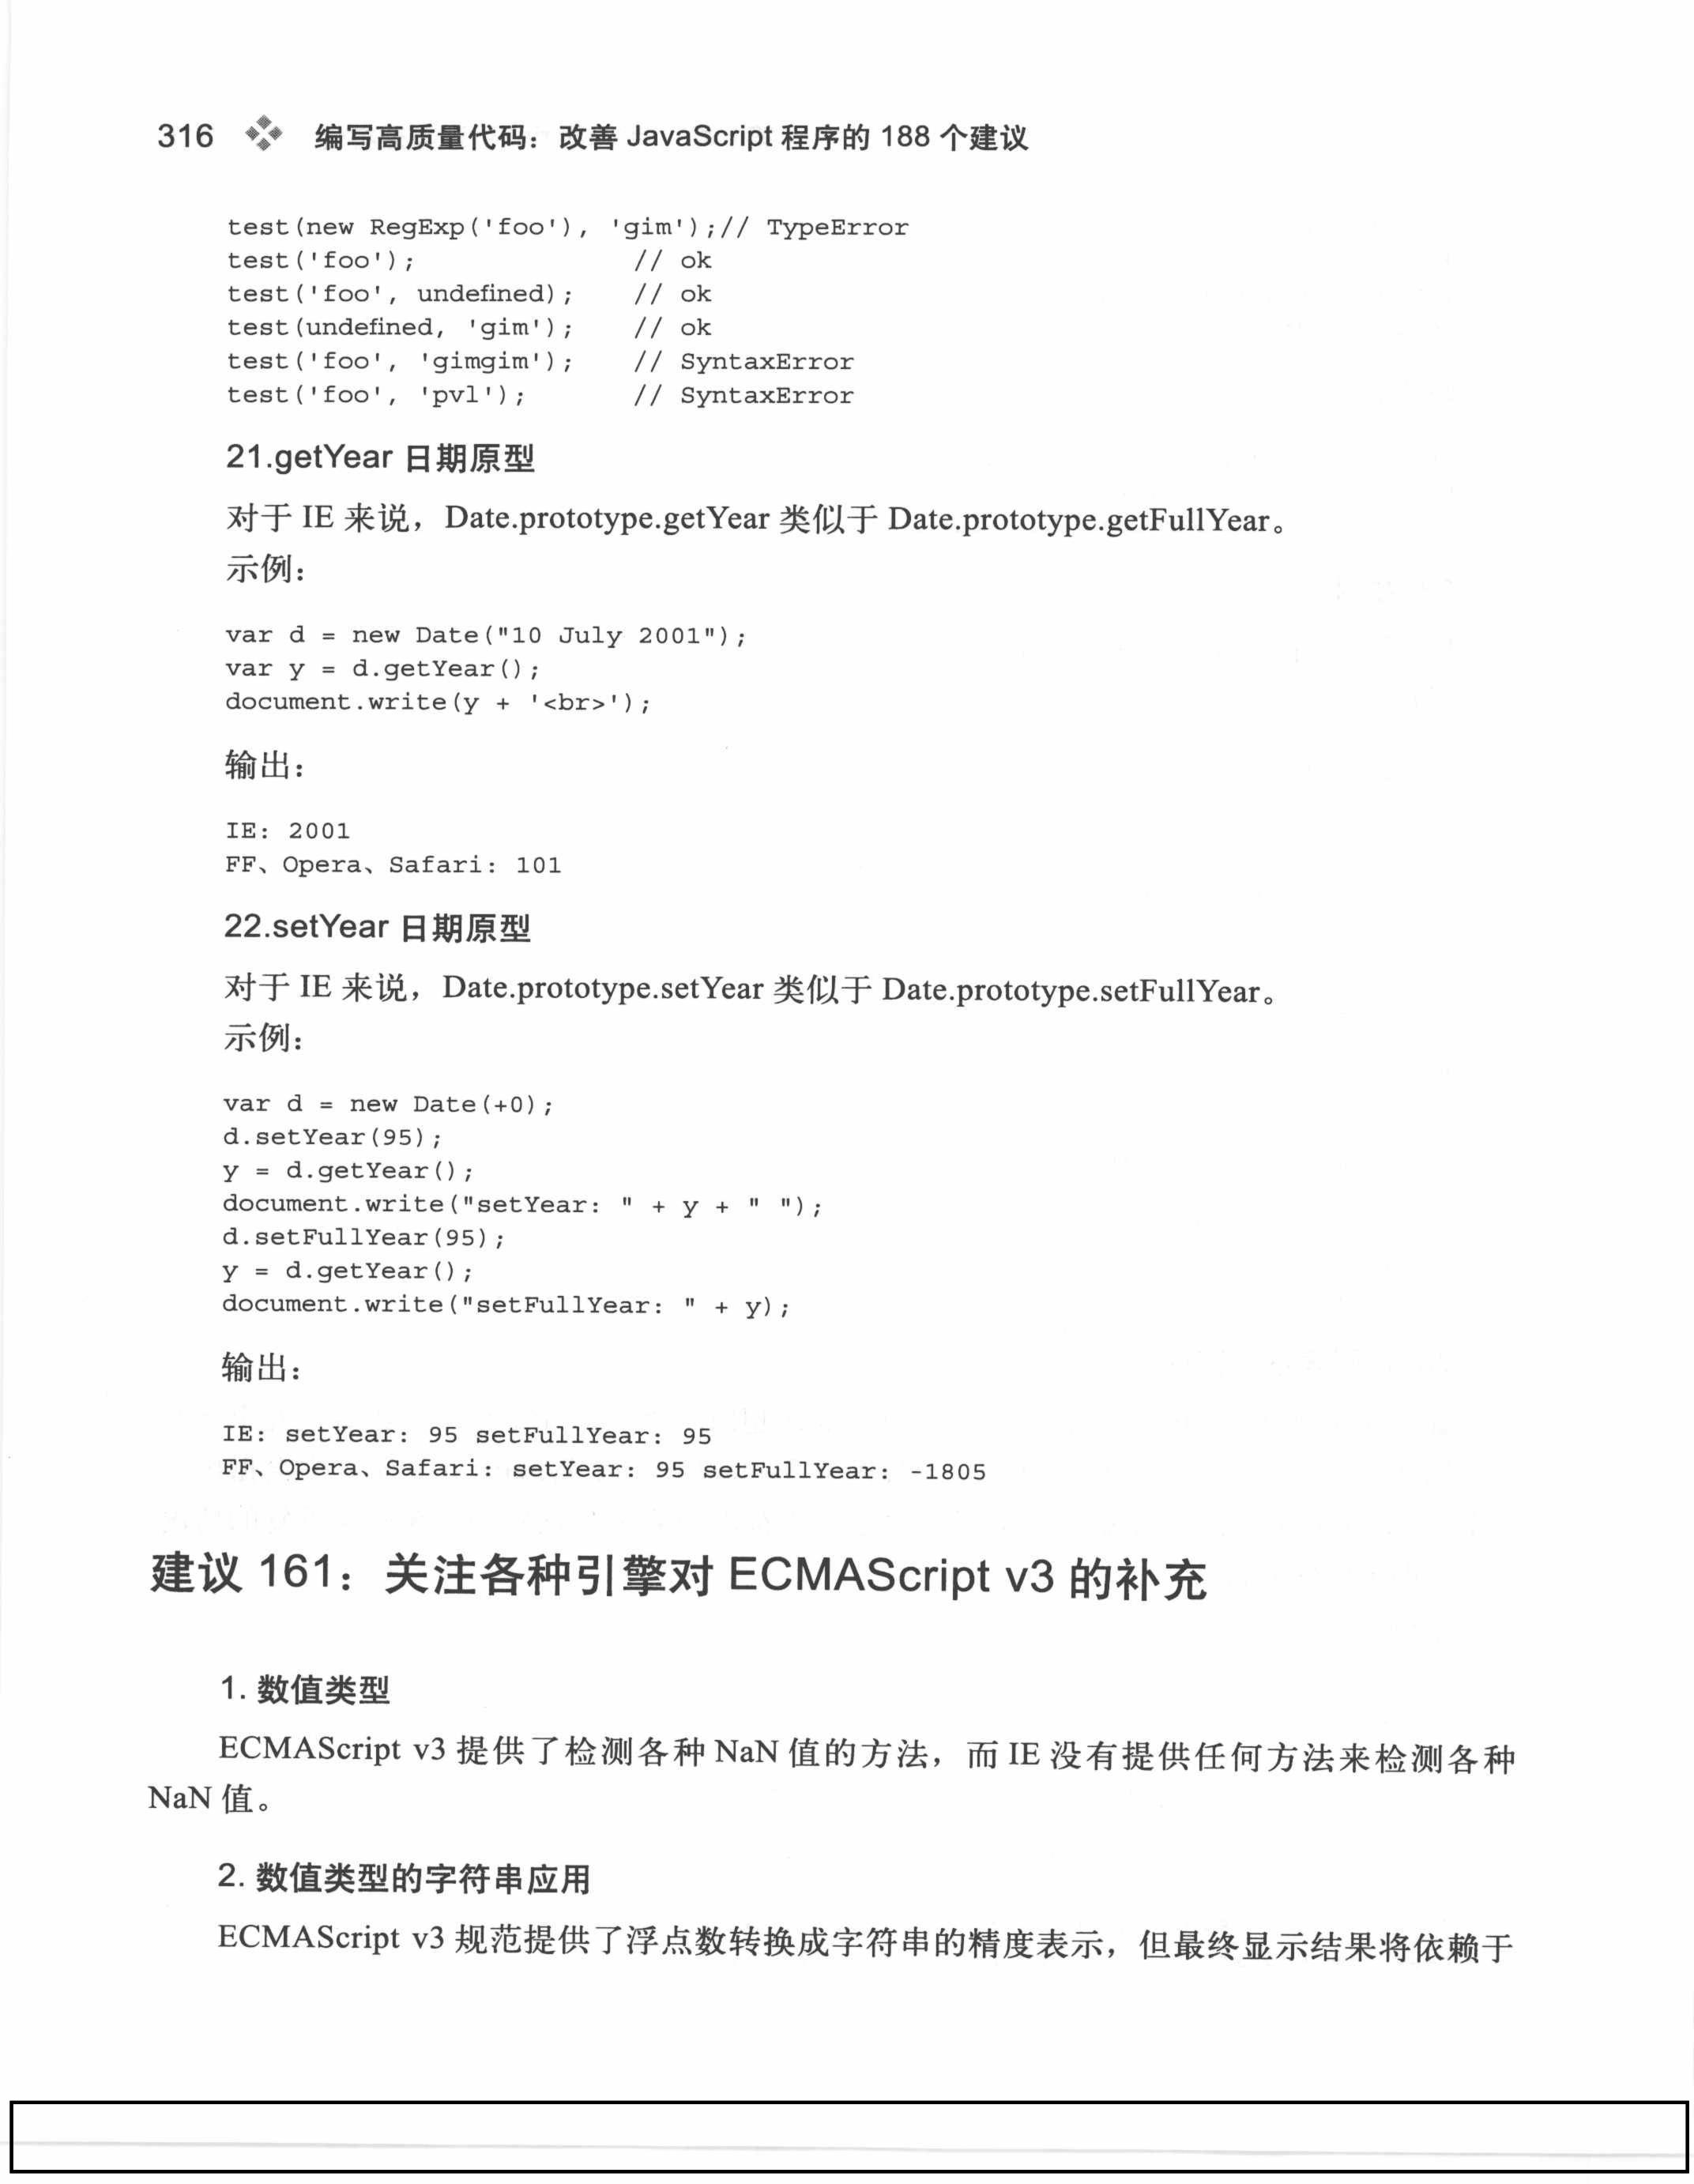 316 编写高质量代码：改善 JavaScript 程序的 188 个建议
test(new RegExp('foo'), 'gim');// TypeError
test('foo');              // ok
test('foo', undefined);    // ok
test(undefined, 'gim');    // ok
test('foo', 'gimgim');    // SyntaxError
test('foo', 'pvl');       // SyntaxError
21.getYear 日期原型
对于 IE 来说，Date.prototype.getYear 类似于 Date.prototype.getFullYear。
示例：
var d = new Date("10 July 2001");
var y = d.getYear();
document.write(y + '<br>');
输出：
IE: 2001
FF、Opera、Safari: 101
22.setYear 日期原型
对于 IE 来说，Date.prototype.setYear 类似于 Date.prototype.setFullYear。
示例：
var d = new Date(+0);
d.setYear(95);
y = d.getYear();
document.write("setYear: " + y + " ");
d.setFullYear(95);
y = d.getYear();
document.write("setFullYear: " + y);
输出：
IE: setYear: 95 setFullYear: 95
FF、Opera、Safari: setYear: 95 setFullYear: -1805
建议 161：关注各种引擎对 ECMAScript v3 的补充
1. 数值类型
ECMAScript v3 提供了检测各种 NaN 值的方法，而 IE 没有提供任何方法来检测各种
NaN 值。
2. 数值类型的字符串应用
ECMAScript v3 规范提供了浮点数转换成字符串的精度表示，但最终显示结果将依赖于